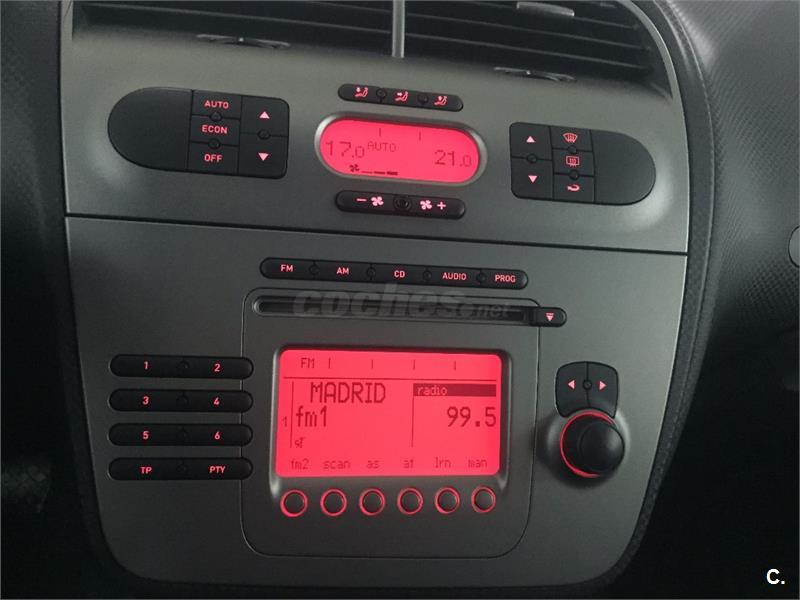 AUTO
ECON
OFF
17.0 AUTO 21.0
− +
FM AM CD AUDIO PROG
coches.net
1 2
3 4
5 6
TP PTY
FM
MADRID radio
1 fm1 99.5
fm2 scan as af lrn man
C.